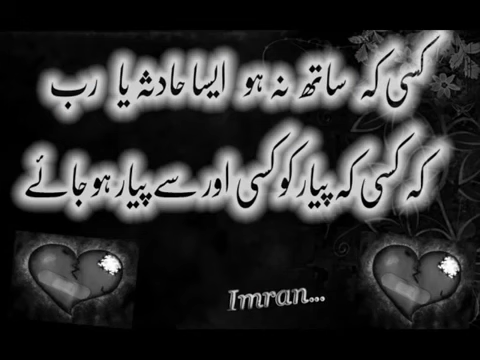 کسی کہ ساتھ نہ ہو ایسا حادثہ یا رب
کہ کسی کہ پیار کو کسی اور سے پیار ہو جائے
Imran...